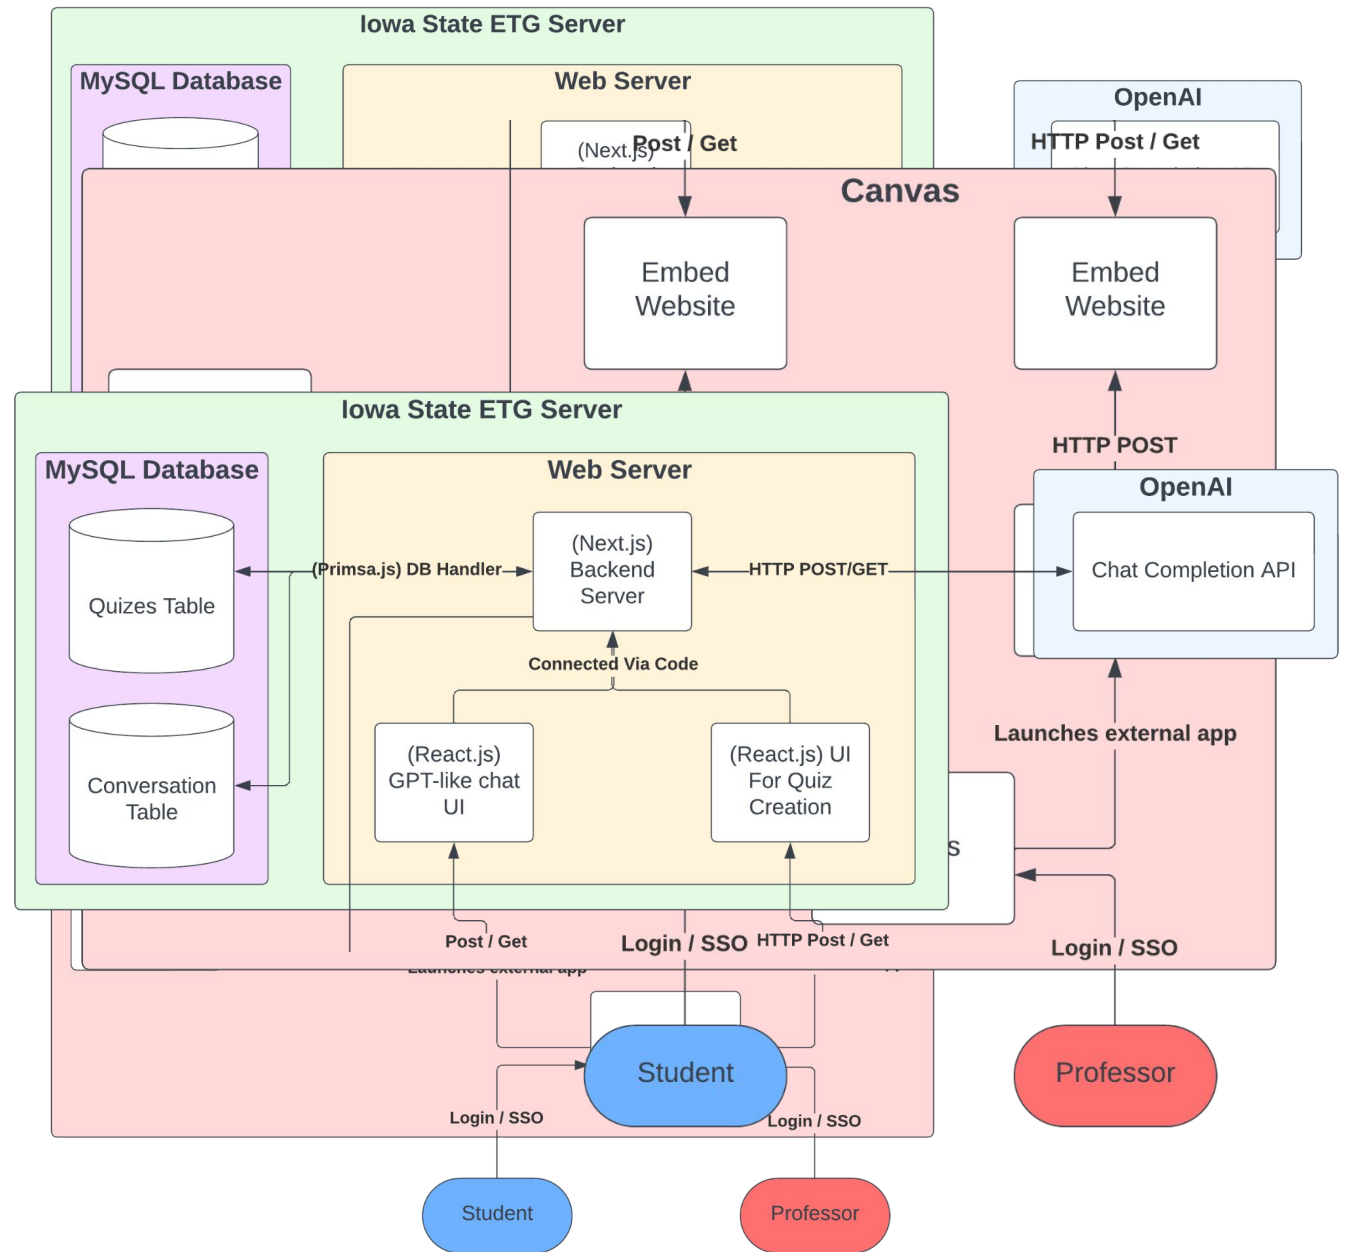 Iowa State ETG Server
MySQL Database
Web Server
OpenAI
(Next.js)
Post / Get
HTTP Post / Get
Canvas
Embed
Website
Embed
Website
Iowa State ETG Server
MySQL Database
Web Server
HTTP POST
OpenAI
(Next.js)
Backend
Server
(Primsa.js) DB Handler
HTTP POST/GET
Chat Completion API
Quizes Table
Connected Via Code
Launches external app
(React.js)
GPT-like chat
UI
(React.js) UI
For Quiz
Creation
Conversation
Table
s
Post / Get
Login / SSO
HTTP Post / Get
Login / SSO
Launches external app
Student
Professor
Login / SSO
Login / SSO
Student
Professor